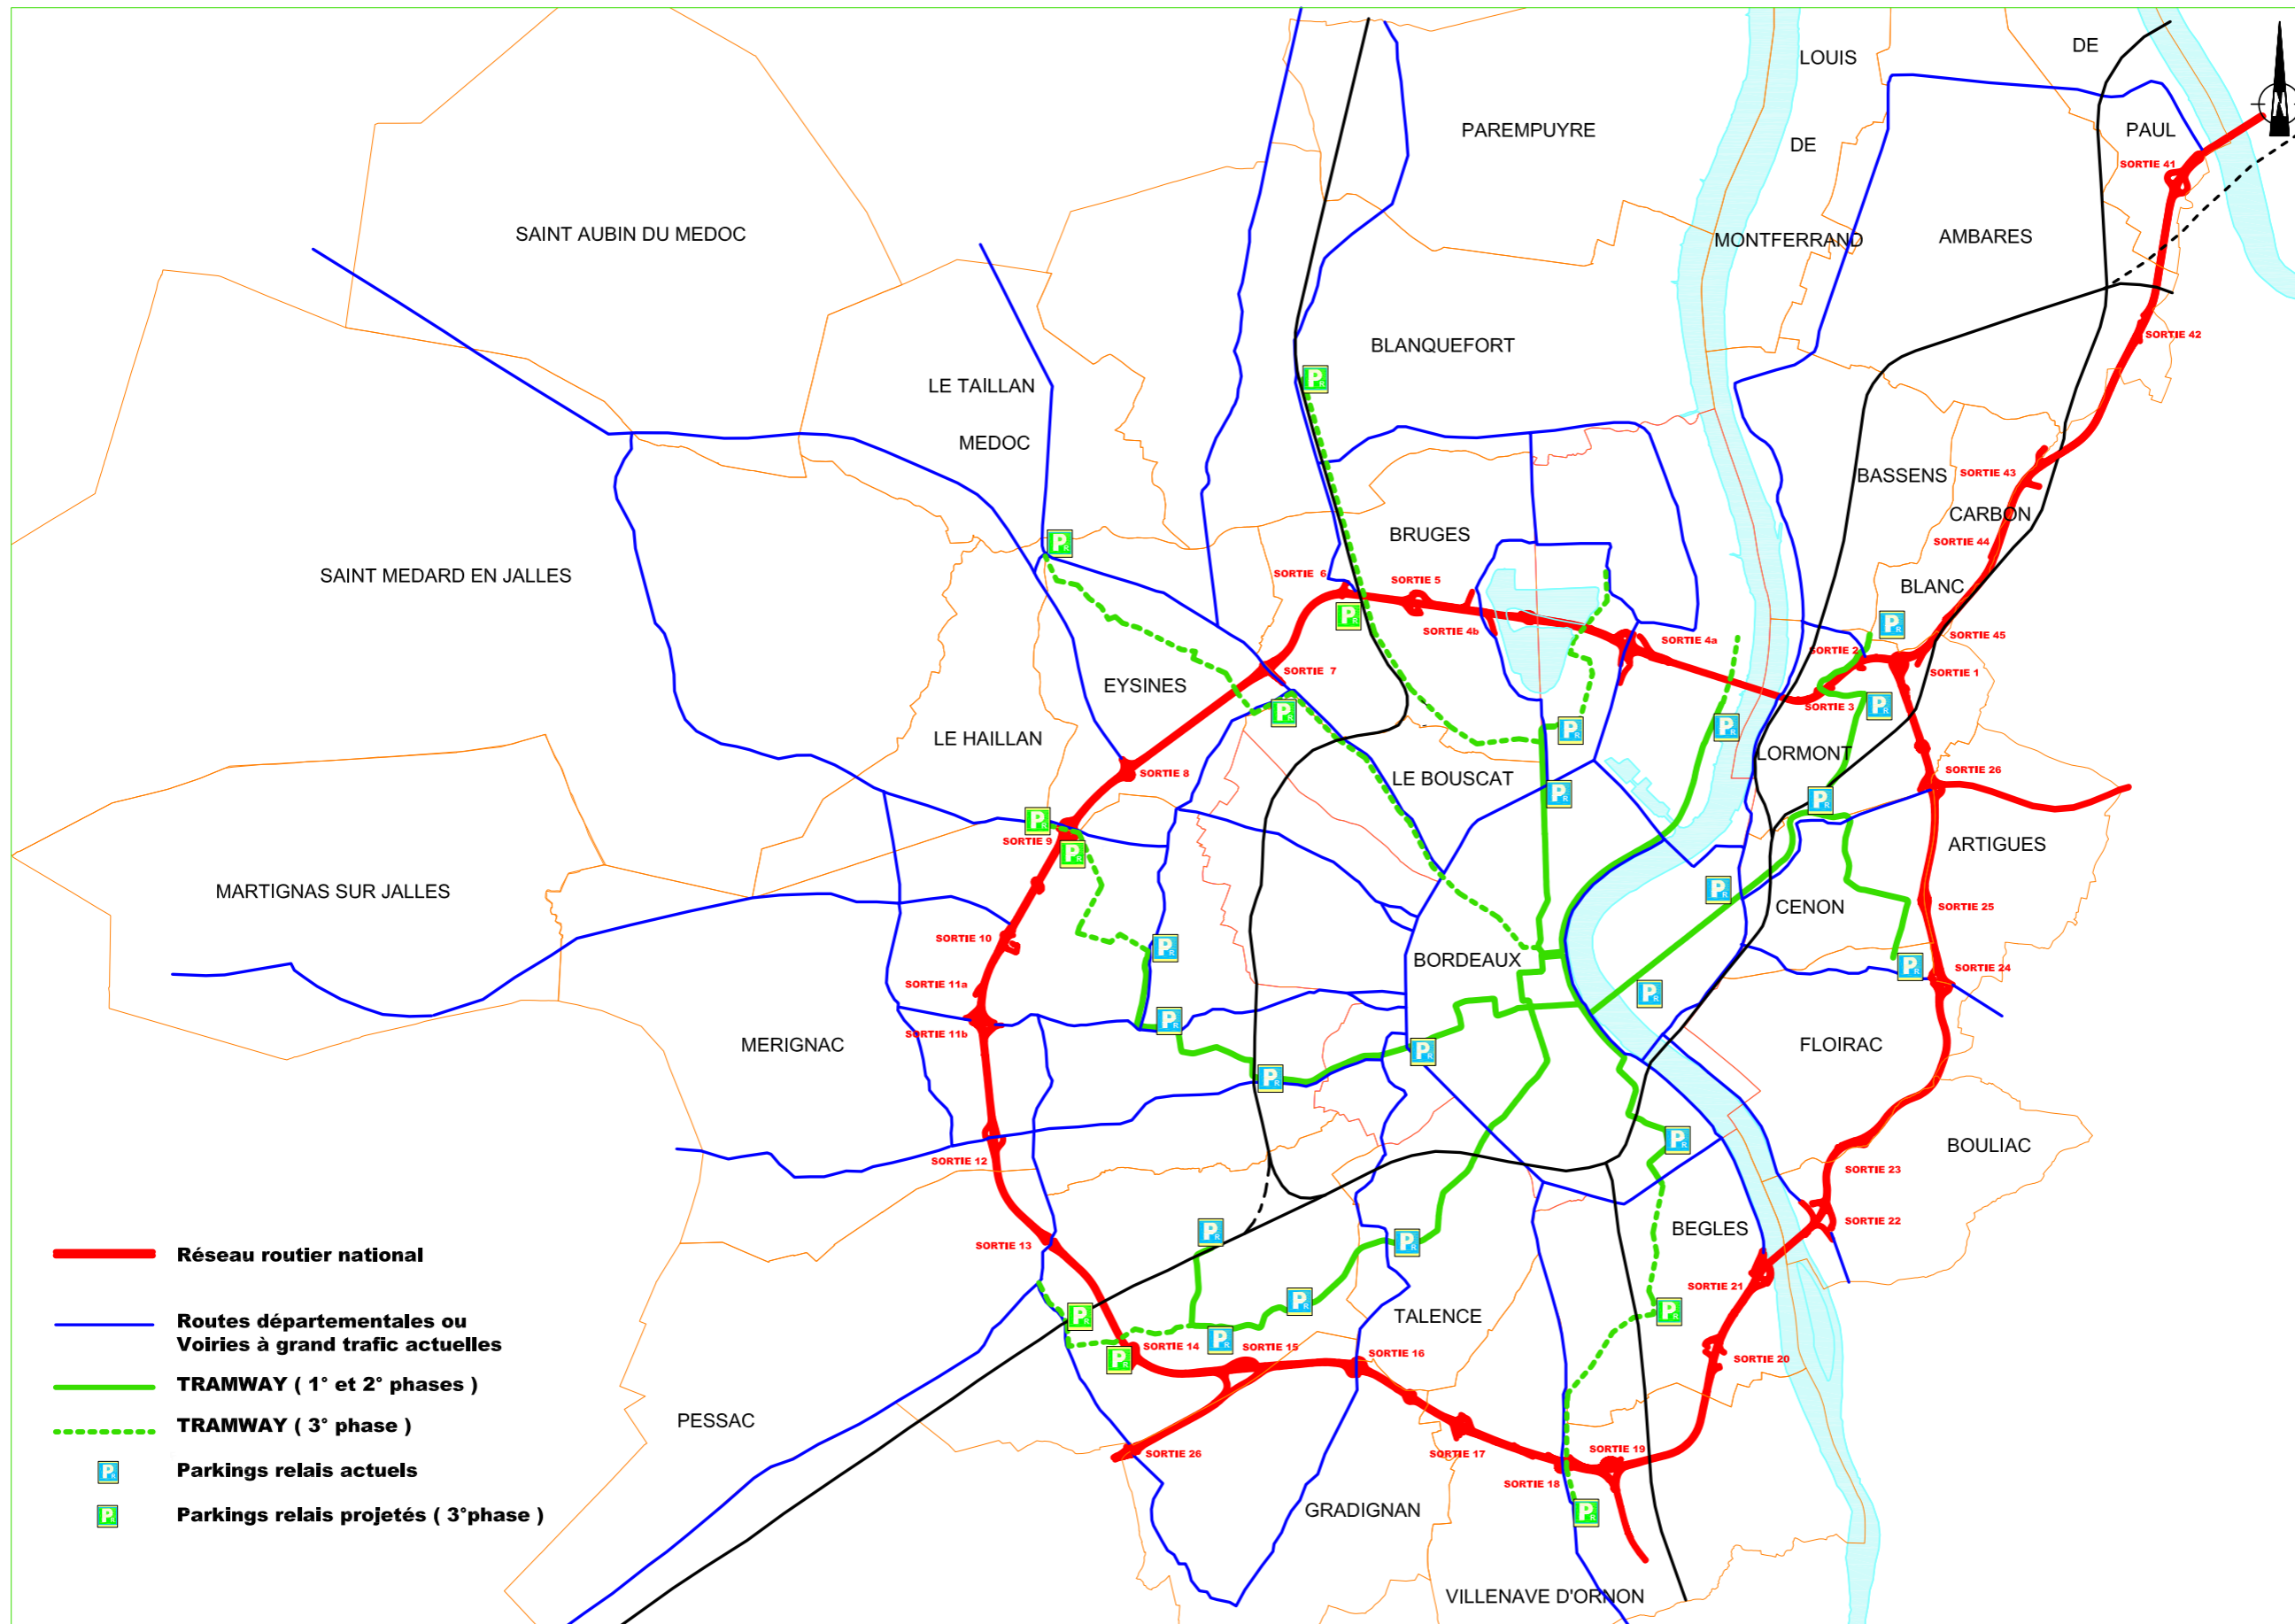 LOUIS
DE
PAREMPUYRE
PAUL
DE
SORTIE 41
SAINT AUBIN DU MEDOC
MONTFERRAND
AMBARES
SORTIE 42
BLANQUEFORT
LE TAILLAN
MEDOC
BASSENS
SORTIE 43
CARBON
BRUGES
SORTIE 44
SAINT MEDARD EN JALLES
SORTIE 6
SORTIE 5
BLANC
SORTIE 4b
SORTIE 4a
SORTIE 45
SORTIE 2
SORTIE 7
SORTIE 1
EYSINES
SORTIE 3
LE HAILLAN
LORMONT
SORTIE 8
LE BOUSCAT
SORTIE 26
SORTIE 9
ARTIGUES
MARTIGNAS SUR JALLES
CENON
SORTIE 25
SORTIE 10
BORDEAUX
SORTIE 24
SORTIE 11a
SORTIE 11b
MERIGNAC
FLOIRAC
BOULIAC
SORTIE 12
SORTIE 23
SORTIE 22
BEGLES
SORTIE 13
SORTIE 21
TALENCE
SORTIE 14
SORTIE 15
SORTIE 16
SORTIE 20
PESSAC
SORTIE 26
SORTIE 17
SORTIE 19
SORTIE 18
GRADIGNAN
VILLENAVE D'ORNON
Réseau routier national
Routes départementales ou
Voiries à grand trafic actuelles
TRAMWAY ( 1° et 2° phases )
TRAMWAY ( 3° phase )
PR Parkings relais actuels
PR Parkings relais projetés ( 3°phase )